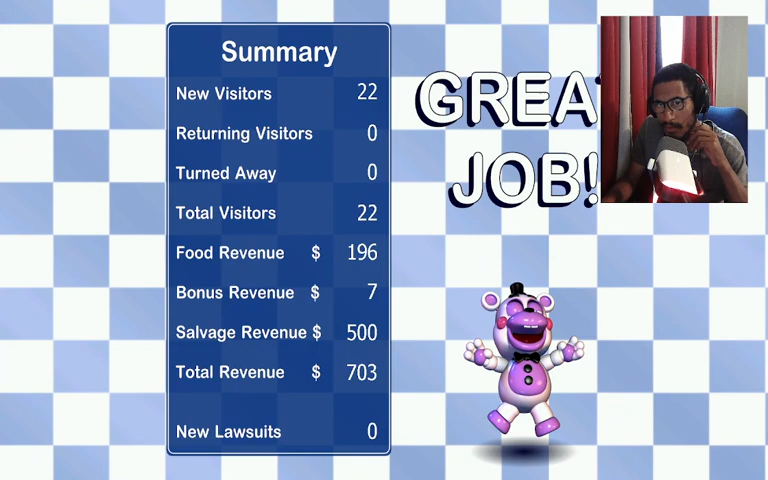 Summary
New Visitors 22
Returning Visitors 0
Turned Away 0
Total Visitors 22
Food Revenue $ 196
Bonus Revenue $ 7
Salvage Revenue $ 500
Total Revenue $ 703
New Lawsuits 0
GREA
JOB!